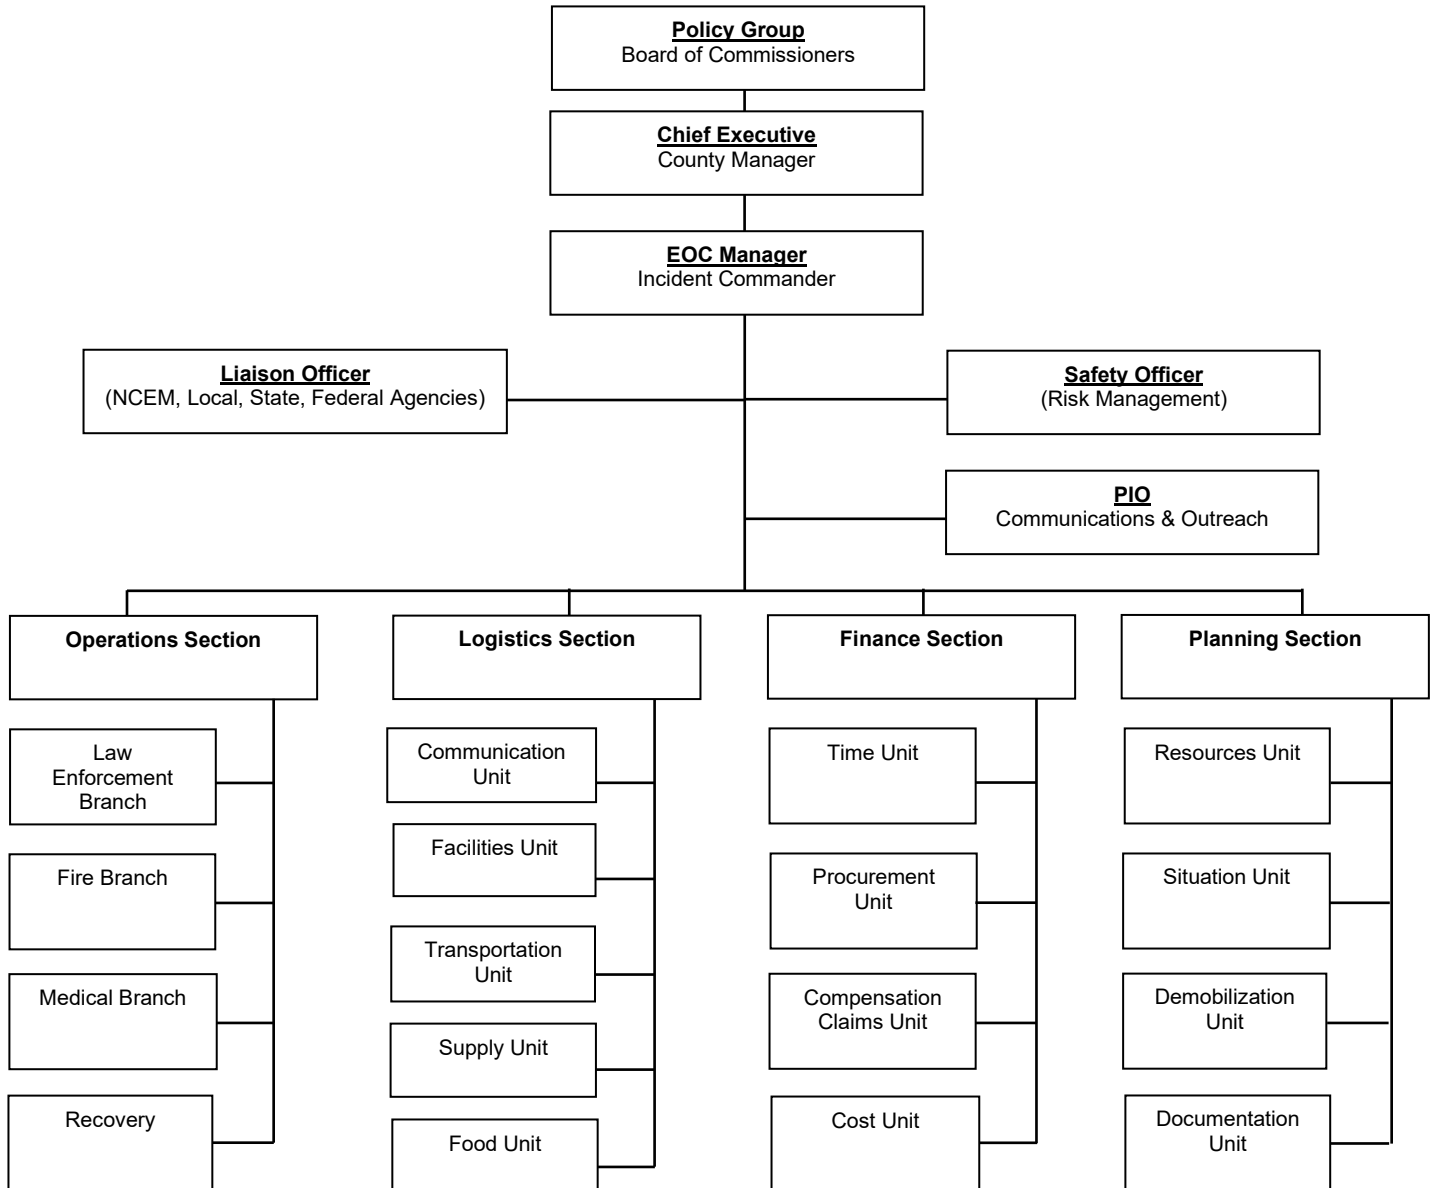 Policy Group
Board of Commissioners
Chief Executive
County Manager
EOC Manager
Incident Commander
Liaison Officer
(NCEM, Local, State, Federal Agencies)
Safety Officer
(Risk Management)
PIO
Communications & Outreach
Operations Section
Logistics Section
Finance Section
Planning Section
Law
Enforcement
Branch
Fire Branch
Medical Branch
Recovery
Communication
Unit
Facilities Unit
Transportation
Unit
Supply Unit
Food Unit
Time Unit
Procurement
Unit
Compensation
Claims Unit
Cost Unit
Resources Unit
Situation Unit
Demobilization
Unit
Documentation
Unit